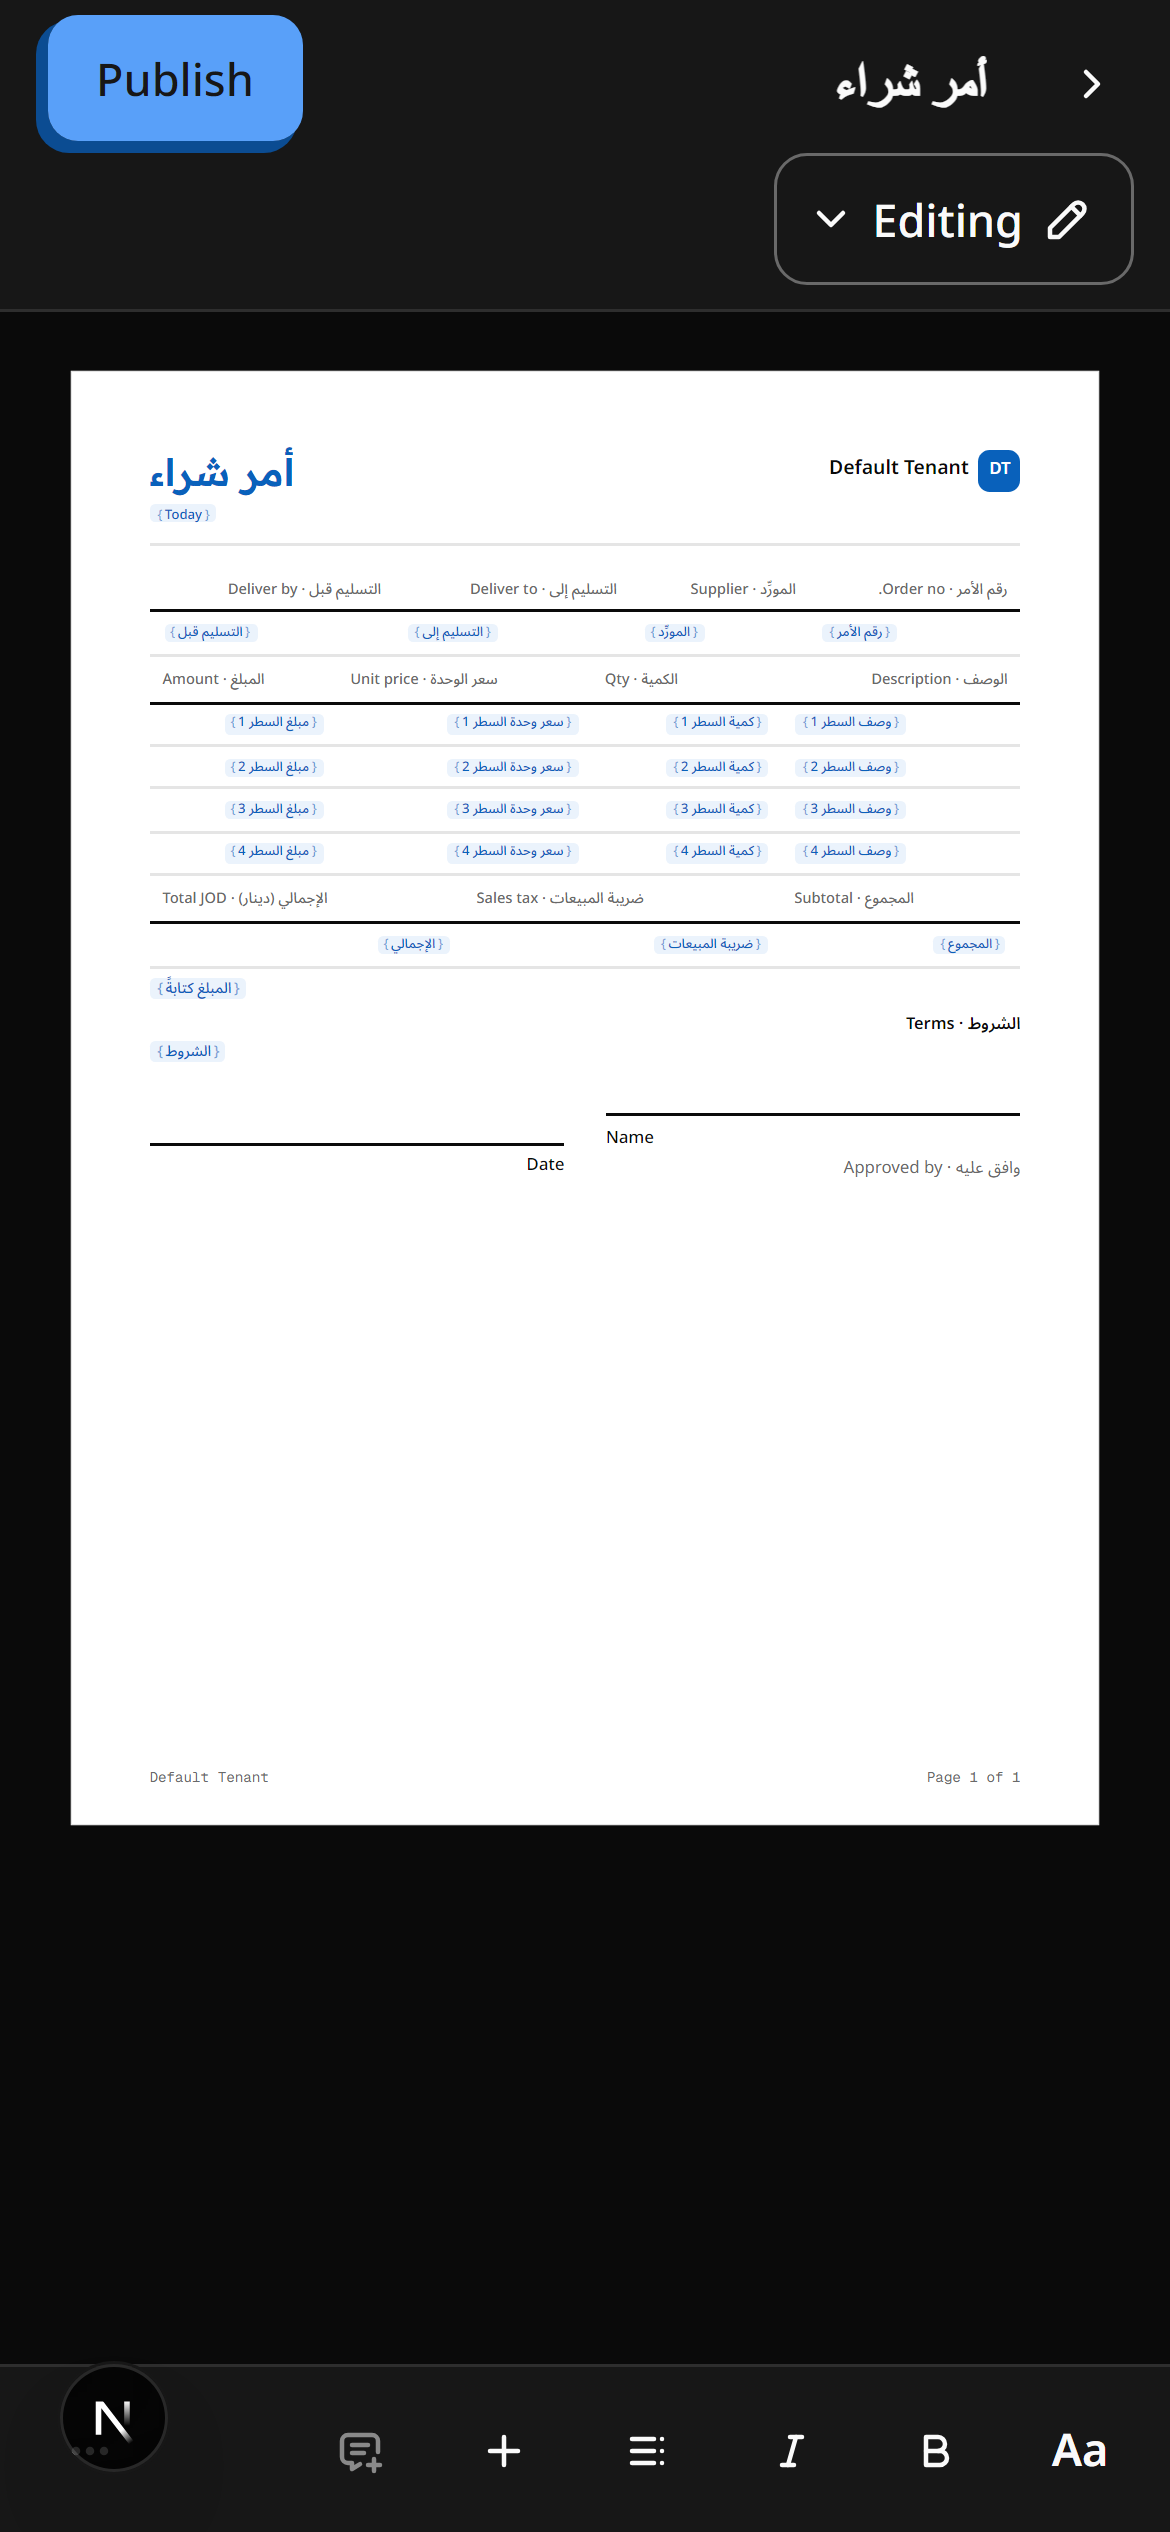 أمر شراء Publish
Editing
Default Tenant DT أمر شراء
{Today}
رقم الأمر · Order no. المورِّد · Supplier التسليم إلى · Deliver to التسليم قبل · Deliver by
{رقم الأمر} {المورِّد} {التسليم إلى} {التسليم قبل}
الوصف · Description الكمية · Qty سعر الوحدة · Unit price المبلغ · Amount
{وصف السطر 1} {كمية السطر 1} {سعر وحدة السطر 1} {مبلغ السطر 1}
{وصف السطر 2} {كمية السطر 2} {سعر وحدة السطر 2} {مبلغ السطر 2}
{وصف السطر 3} {كمية السطر 3} {سعر وحدة السطر 3} {مبلغ السطر 3}
{وصف السطر 4} {كمية السطر 4} {سعر وحدة السطر 4} {مبلغ السطر 4}
المجموع · Subtotal ضريبة المبيعات · Sales tax الإجمالي (دينار) · Total JOD
{المجموع} {ضريبة المبيعات} {الإجمالي}
{المبلغ كتابةً}
الشروط · Terms
{الشروط}
Name
Date
وافق عليه · Approved by
Default Tenant Page 1 of 1
N I B Aa